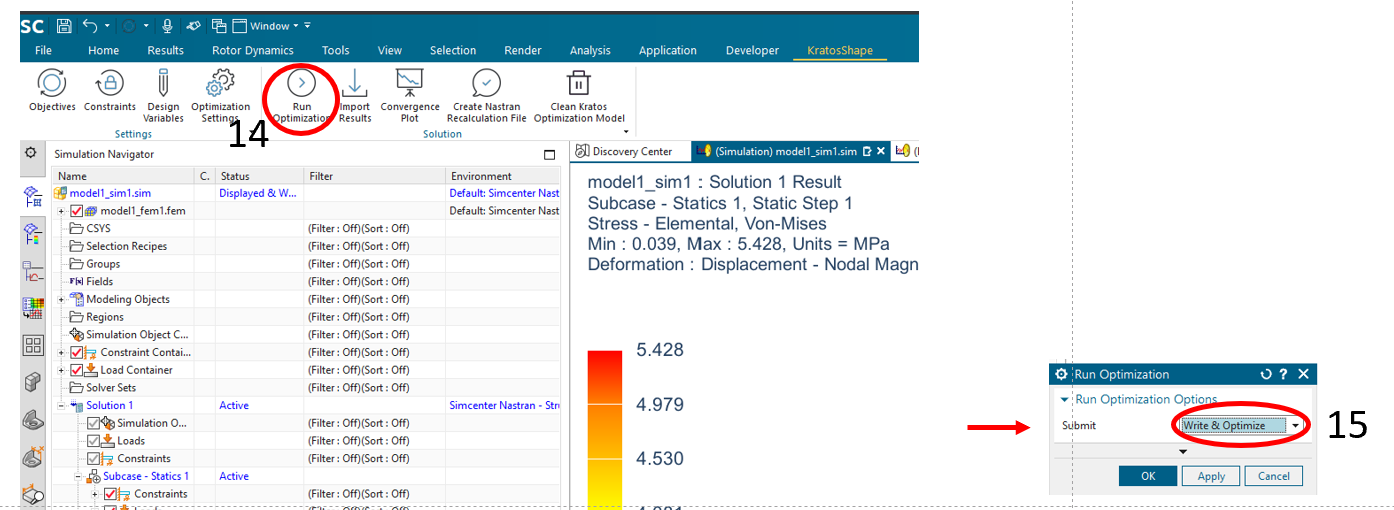 SC Window
File Home Results Rotor Dynamics Tools View Selection Render Analysis Application Developer KratosShape
Objectives Constraints Design Variables Optimization Settings Run Optimization Import Results Convergence Plot Create Nastran Recalculation File Clean Kratos Optimization Model
14
Settings Solution
Simulation Navigator
Discovery Center (Simulation) model1_sim1.sim
Name C. Status Filter Environment
model1_sim1.sim Displayed & W... Default: Simcenter Nast
model1_fem1.fem Default: Simcenter Nast
CSYS (Filter : Off)(Sort : Off)
Selection Recipes (Filter : Off)(Sort : Off)
Groups (Filter : Off)(Sort : Off)
Fields (Filter : Off)(Sort : Off)
Modeling Objects (Filter : Off)(Sort : Off)
Regions (Filter : Off)(Sort : Off)
Simulation Object C... (Filter : Off)(Sort : Off)
Constraint Contai... (Filter : Off)(Sort : Off)
Load Container (Filter : Off)(Sort : Off)
Solver Sets (Filter : Off)(Sort : Off)
Solution 1 Active Simcenter Nastran - Str
Simulation O... (Filter : Off)(Sort : Off)
Loads (Filter : Off)(Sort : Off)
Constraints (Filter : Off)(Sort : Off)
Subcase - Statics 1 Active
Constraints (Filter : Off)(Sort : Off)
model1_sim1 : Solution 1 Result
Subcase - Statics 1, Static Step 1
Stress - Elemental, Von-Mises
Min : 0.039, Max : 5.428, Units = MPa
Deformation : Displacement - Nodal Magn
5.428
4.979
4.530
Run Optimization
Run Optimization Options
Submit Write & Optimize
15
OK Apply Cancel